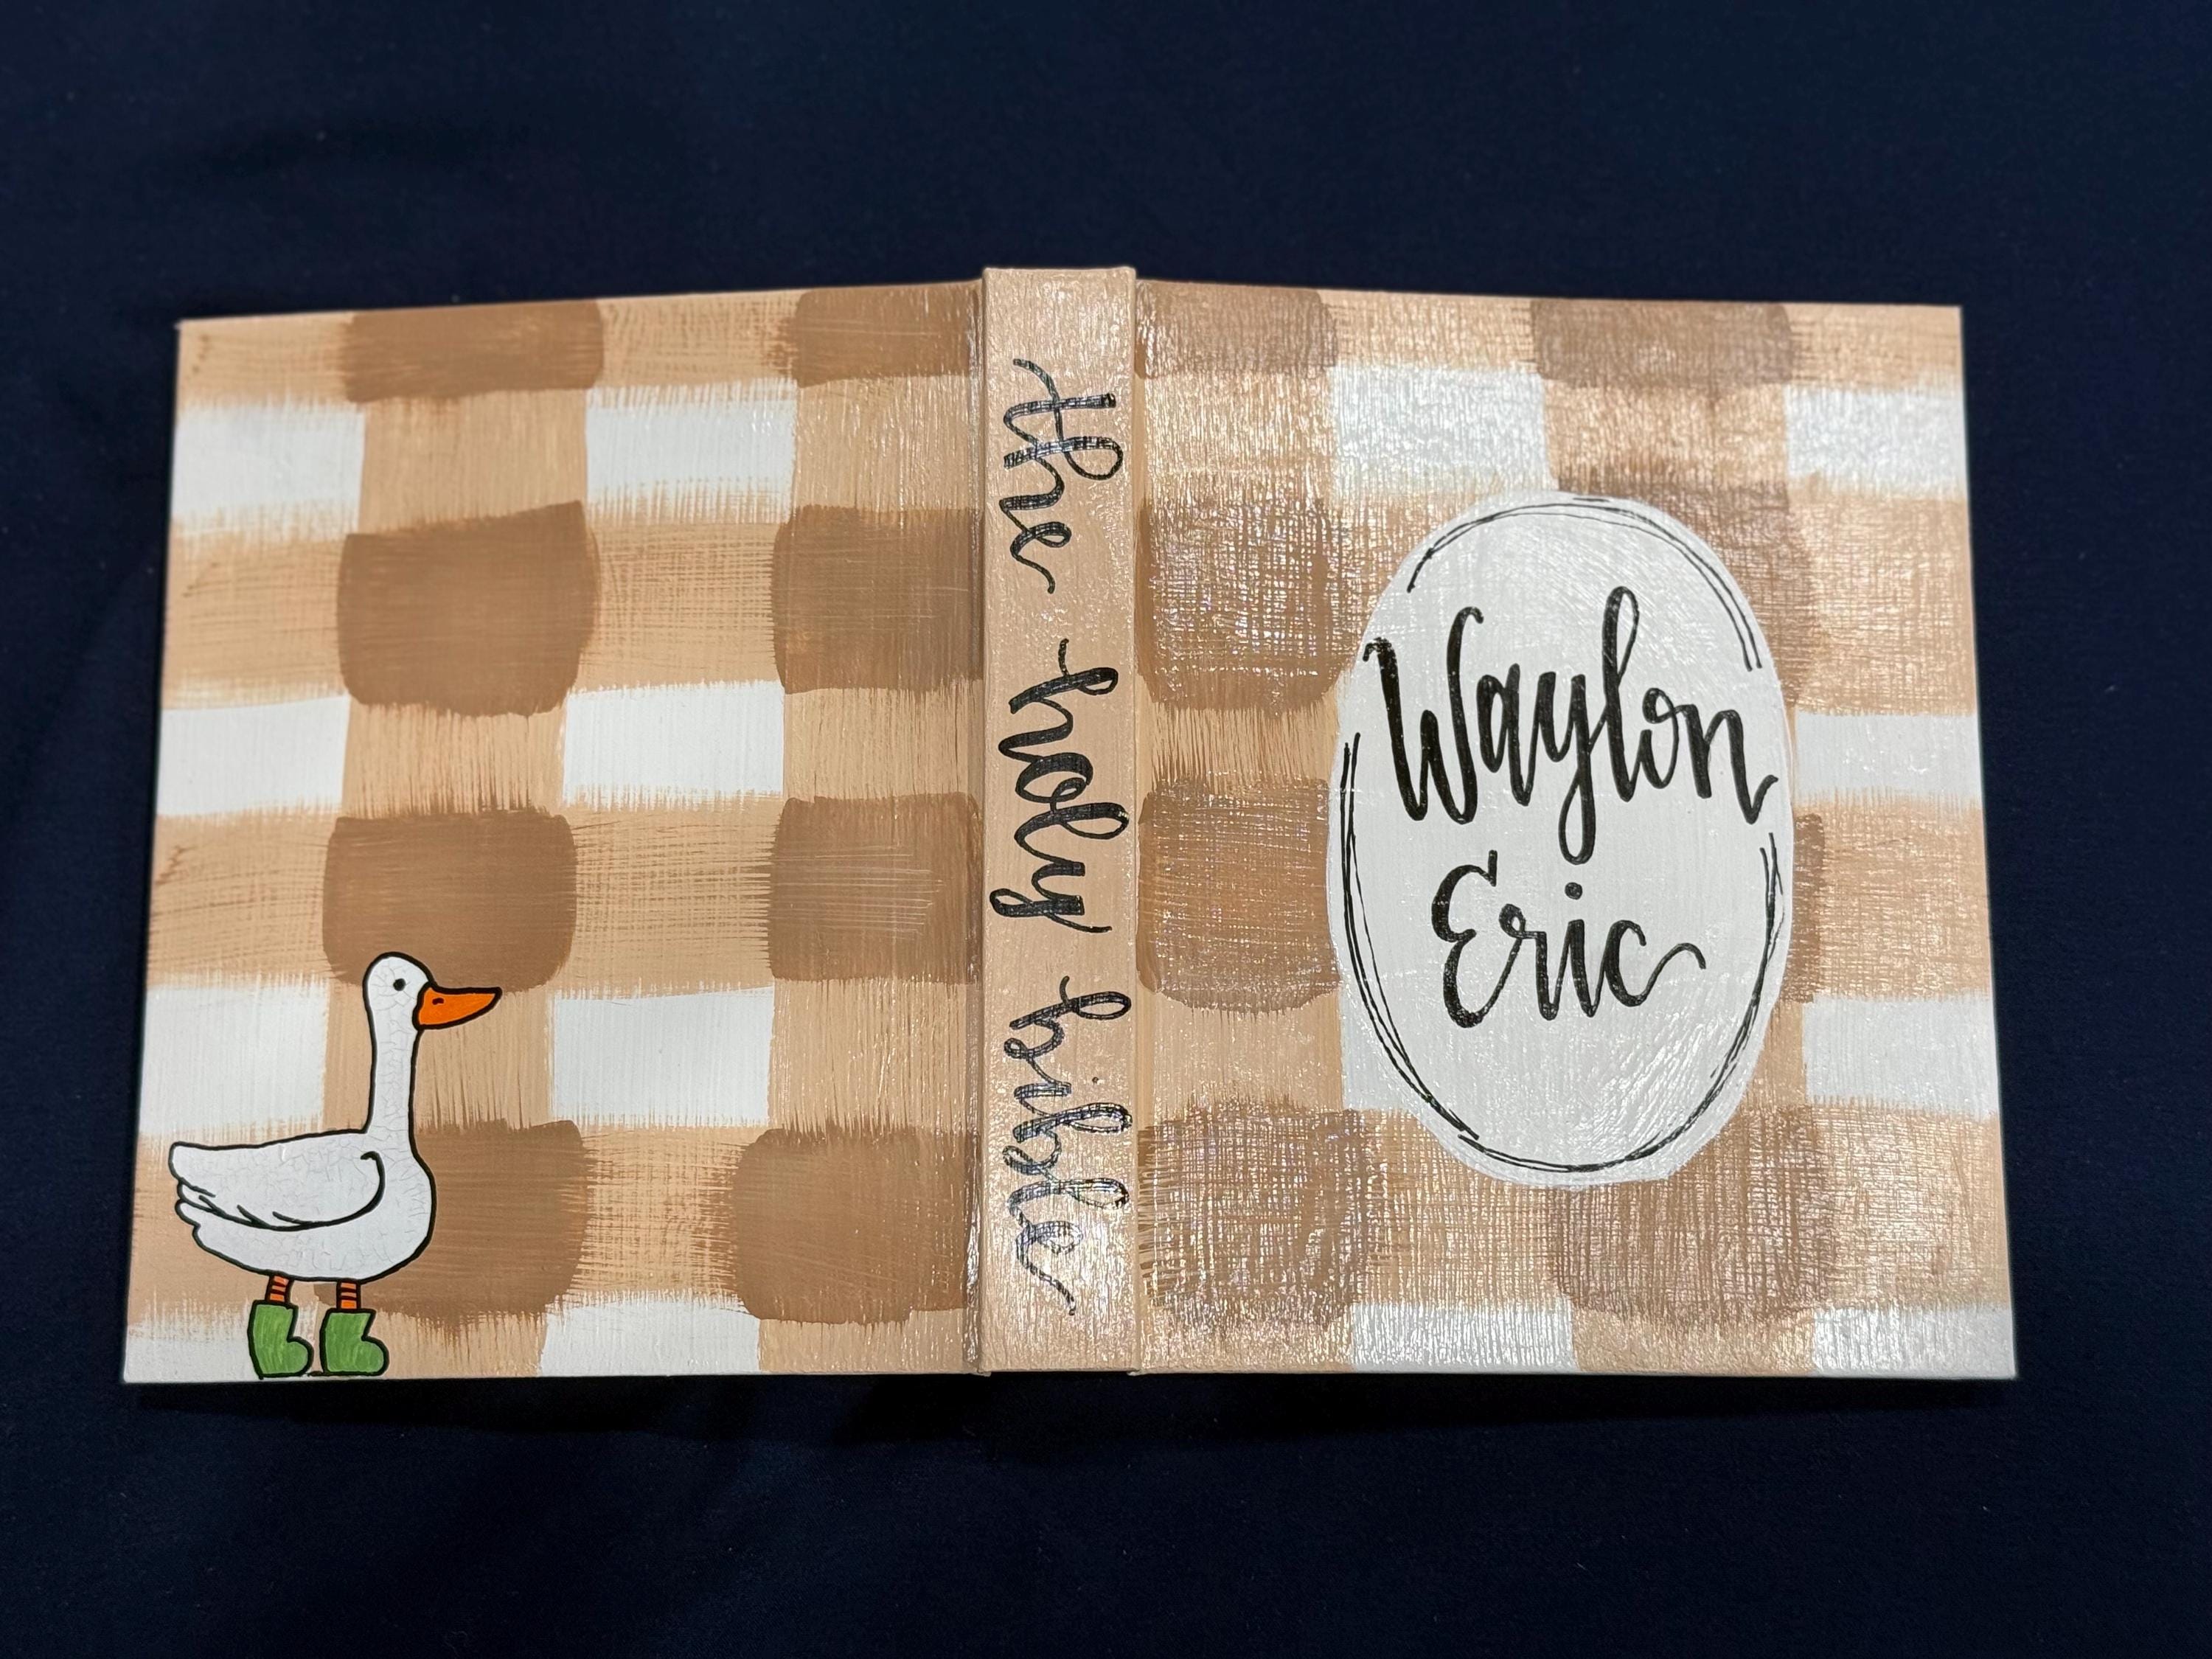 the holy bible
Waylon
Eric